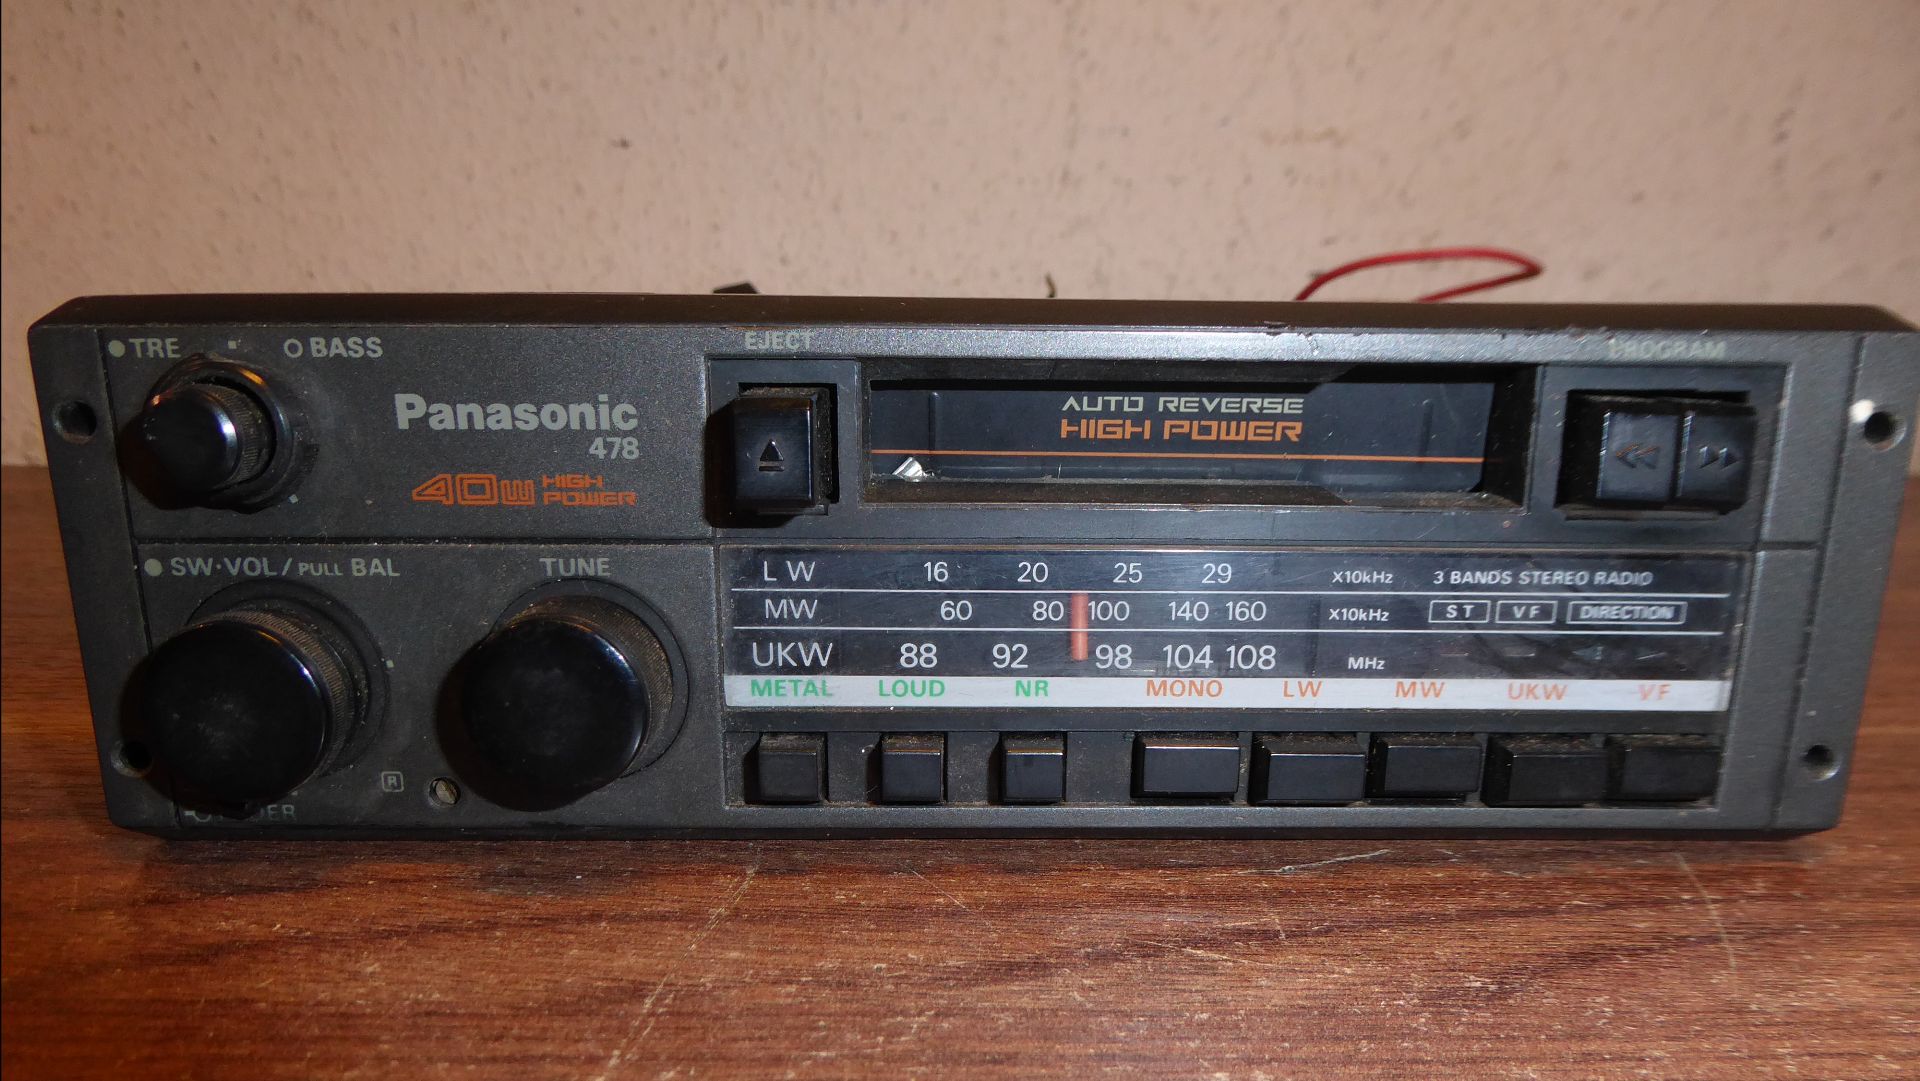 TRE
BASS
Panasonic
478
40W HIGH POWER
EJECT
AUTO REVERSE
HIGH POWER
PROGRAM
SW·VOL/PULL BAL
TUNE
R
LW 16 20 25 29 X10kHz 3 BANDS STEREO RADIO
MW 60 80 100 140 160 X10kHz ST VF DIRECTION
UKW 88 92 98 104 108 MHz
METAL LOUD NR MONO LW MW UKW VF